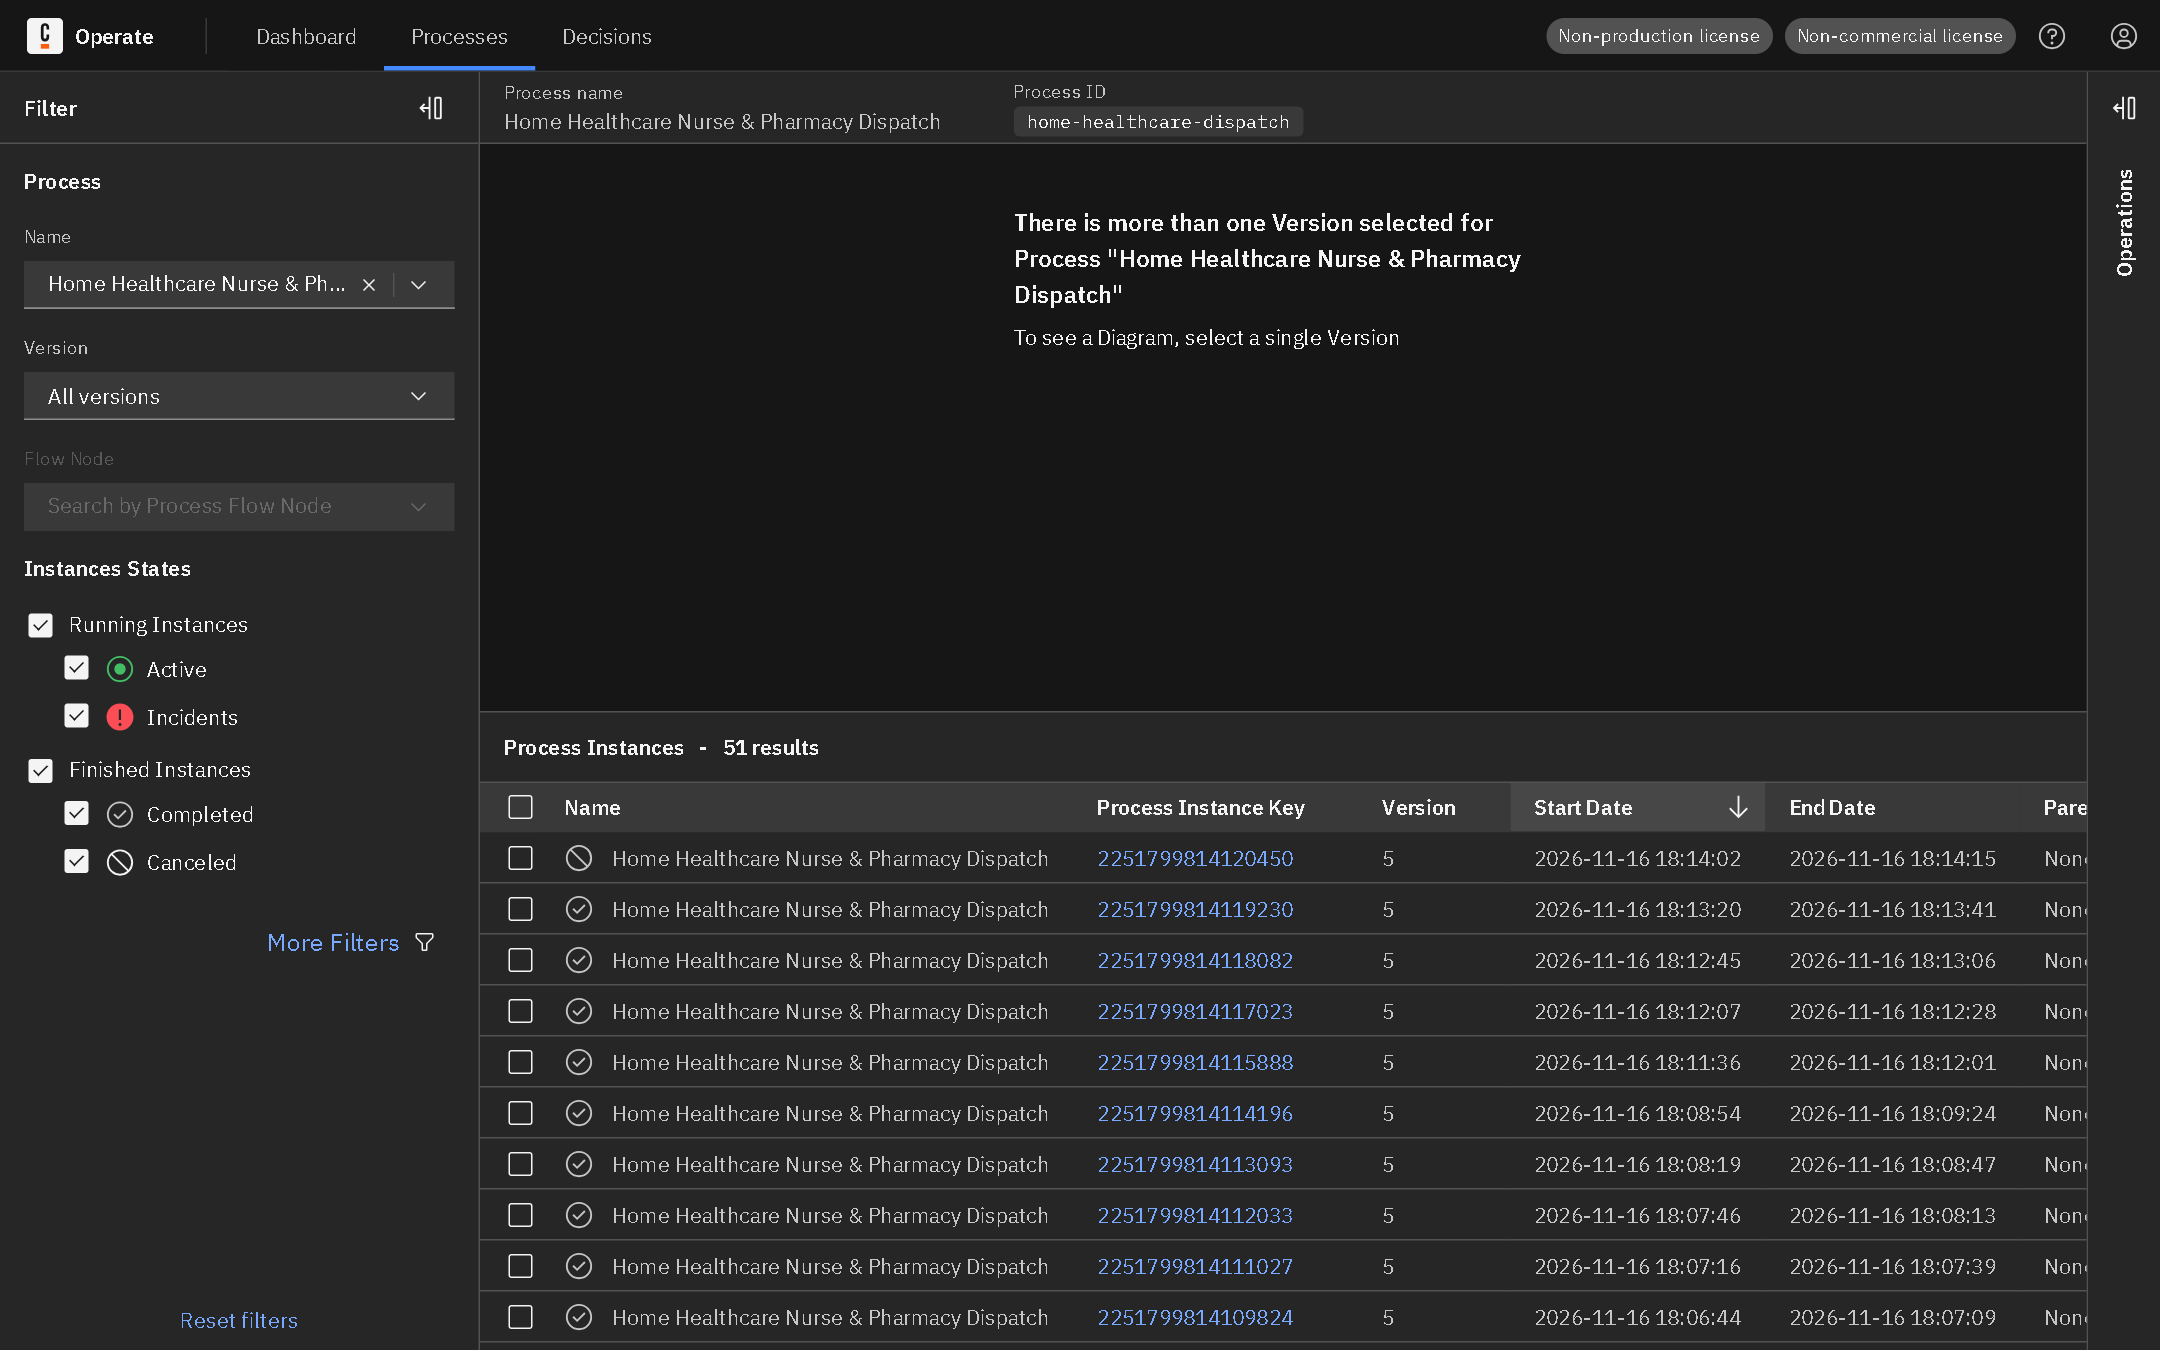 C Operate Dashboard Processes Decisions Non-production license Non-commercial license
Filter
Process name
Home Healthcare Nurse & Pharmacy Dispatch
Process ID
home-healthcare-dispatch
Operations
Process
Name
Home Healthcare Nurse & Ph...
Version
All versions
Flow Node
Search by Process Flow Node
Instances States
Running Instances
Active
Incidents
Finished Instances
Completed
Canceled
More Filters
Reset filters
There is more than one Version selected for
Process "Home Healthcare Nurse & Pharmacy
Dispatch"
To see a Diagram, select a single Version
Process Instances - 51 results
Name Process Instance Key Version Start Date End Date Pare
Home Healthcare Nurse & Pharmacy Dispatch 2251799814120450 5 2026-11-16 18:14:02 2026-11-16 18:14:15 None
Home Healthcare Nurse & Pharmacy Dispatch 2251799814119230 5 2026-11-16 18:13:20 2026-11-16 18:13:41 None
Home Healthcare Nurse & Pharmacy Dispatch 2251799814118082 5 2026-11-16 18:12:45 2026-11-16 18:13:06 None
Home Healthcare Nurse & Pharmacy Dispatch 2251799814117023 5 2026-11-16 18:12:07 2026-11-16 18:12:28 None
Home Healthcare Nurse & Pharmacy Dispatch 2251799814115888 5 2026-11-16 18:11:36 2026-11-16 18:12:01 None
Home Healthcare Nurse & Pharmacy Dispatch 2251799814114196 5 2026-11-16 18:08:54 2026-11-16 18:09:24 None
Home Healthcare Nurse & Pharmacy Dispatch 2251799814113093 5 2026-11-16 18:08:19 2026-11-16 18:08:47 None
Home Healthcare Nurse & Pharmacy Dispatch 2251799814112033 5 2026-11-16 18:07:46 2026-11-16 18:08:13 None
Home Healthcare Nurse & Pharmacy Dispatch 2251799814111027 5 2026-11-16 18:07:16 2026-11-16 18:07:39 None
Home Healthcare Nurse & Pharmacy Dispatch 2251799814109824 5 2026-11-16 18:06:44 2026-11-16 18:07:09 None